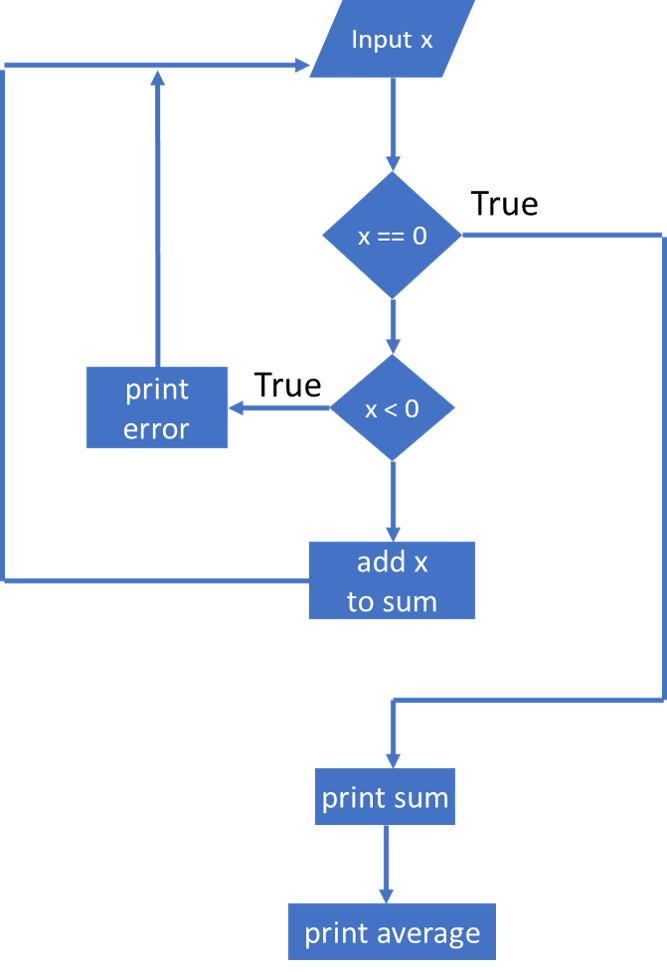 Input x
True
x == 0
True
print
error
x < 0
add x
to sum
print sum
print average